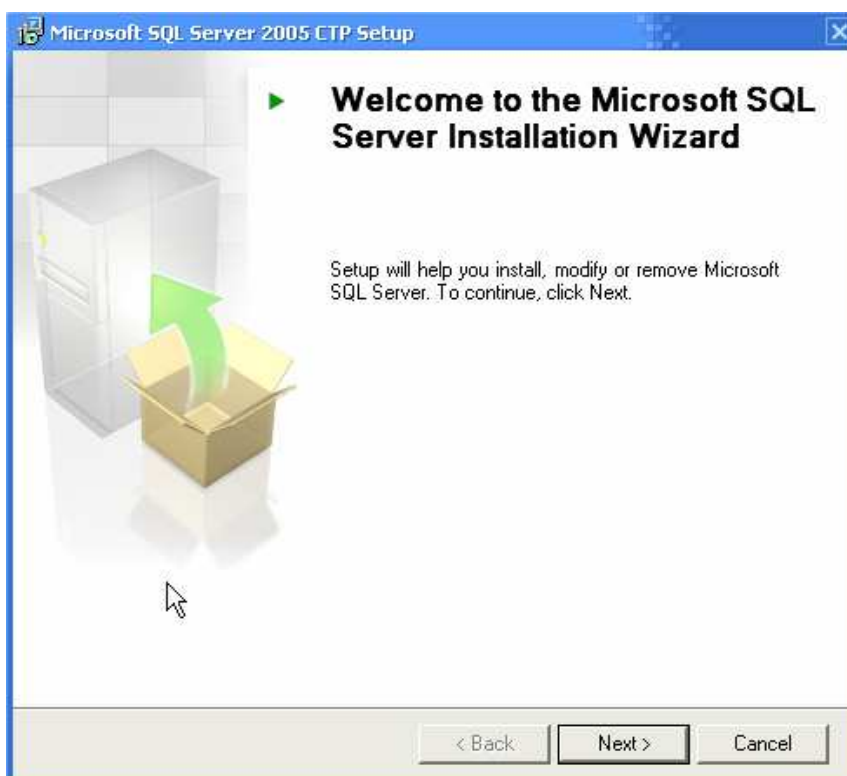 Microsoft SQL Server 2005 CTP Setup
Welcome to the Microsoft SQL
Server Installation Wizard
Setup will help you install, modify or remove Microsoft
SQL Server. To continue, click Next.
< Back Next > Cancel